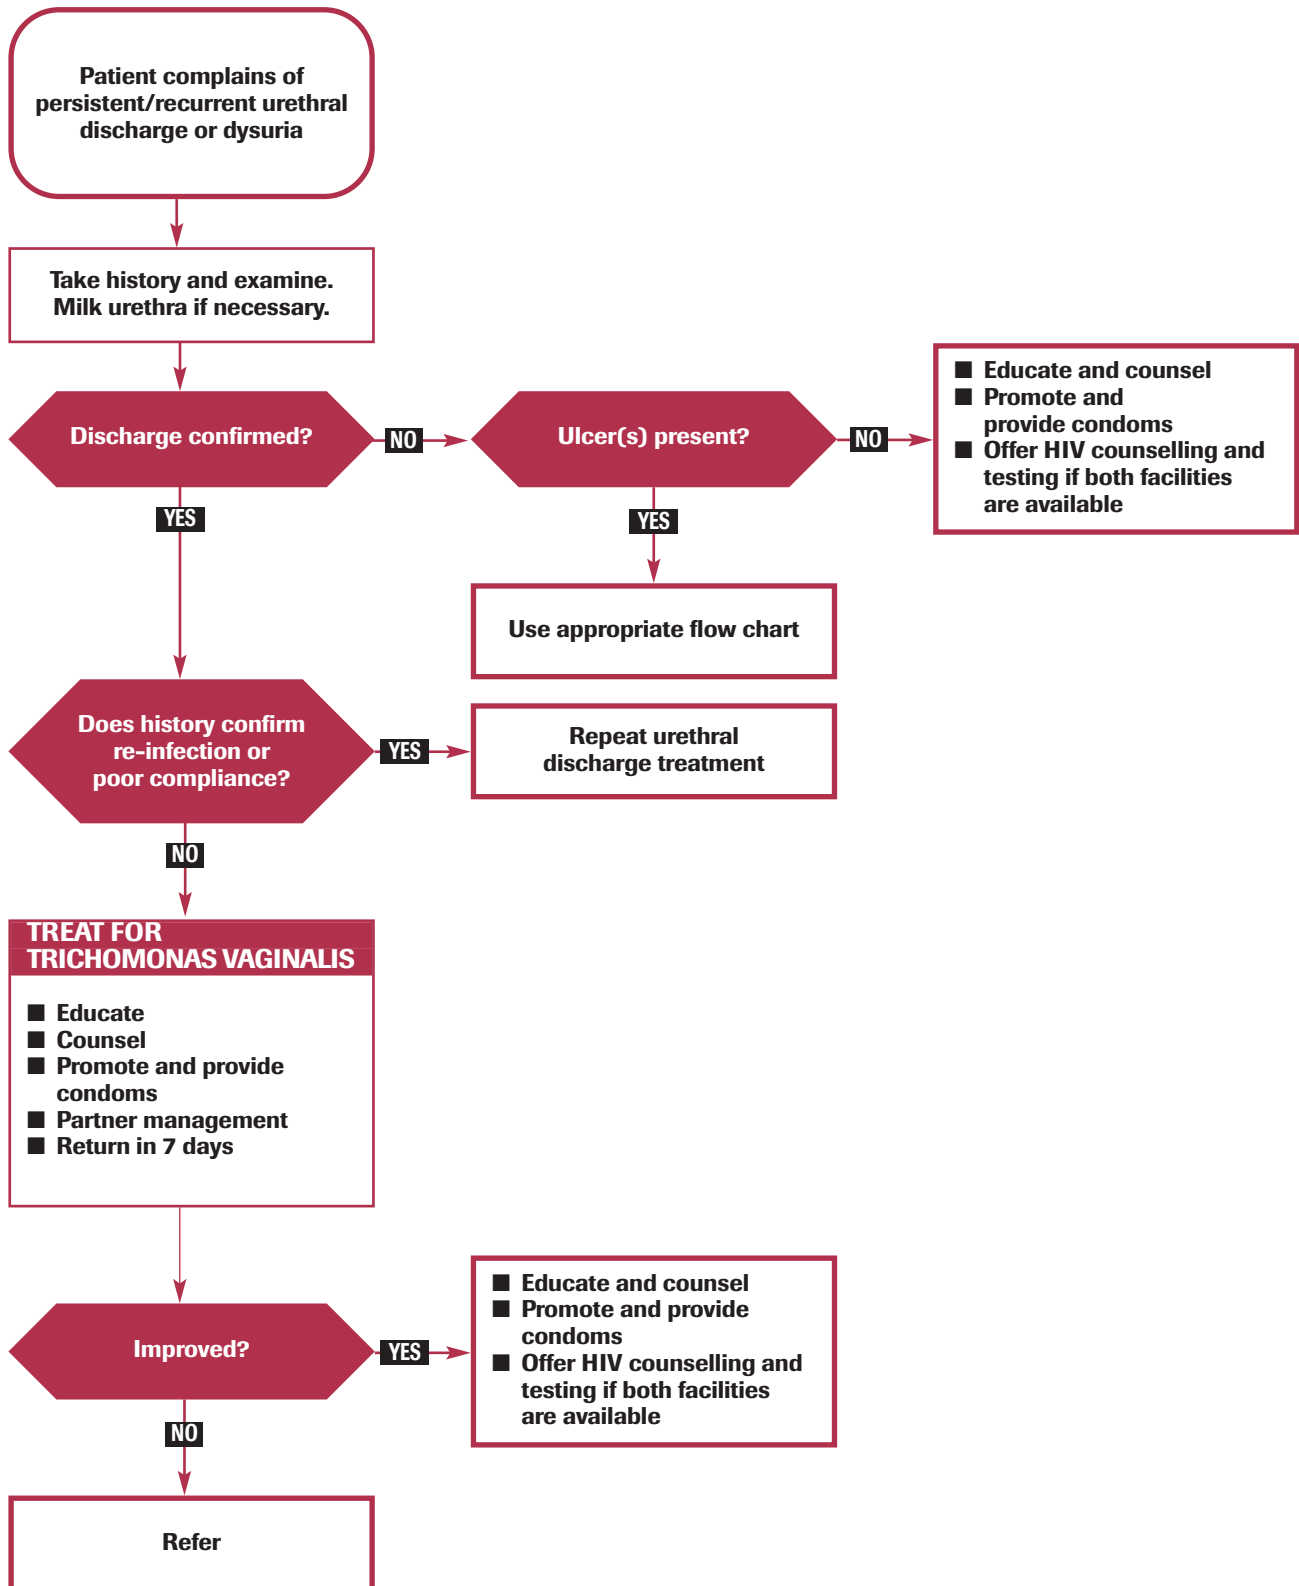 Patient complains of
persistent/recurrent urethral
discharge or dysuria
Take history and examine.
Milk urethra if necessary.
Discharge confirmed?
NO
Ulcer(s) present?
NO
■ Educate and counsel
■ Promote and
provide condoms
■ Offer HIV counselling and
testing if both facilities
are available
YES
YES
Use appropriate flow chart
Does history confirm
re-infection or
poor compliance?
YES
Repeat urethral
discharge treatment
NO
TREAT FOR
TRICHOMONAS VAGINALIS
■ Educate
■ Counsel
■ Promote and provide
condoms
■ Partner management
■ Return in 7 days
Improved?
YES
■ Educate and counsel
■ Promote and provide
condoms
■ Offer HIV counselling and
testing if both facilities
are available
NO
Refer